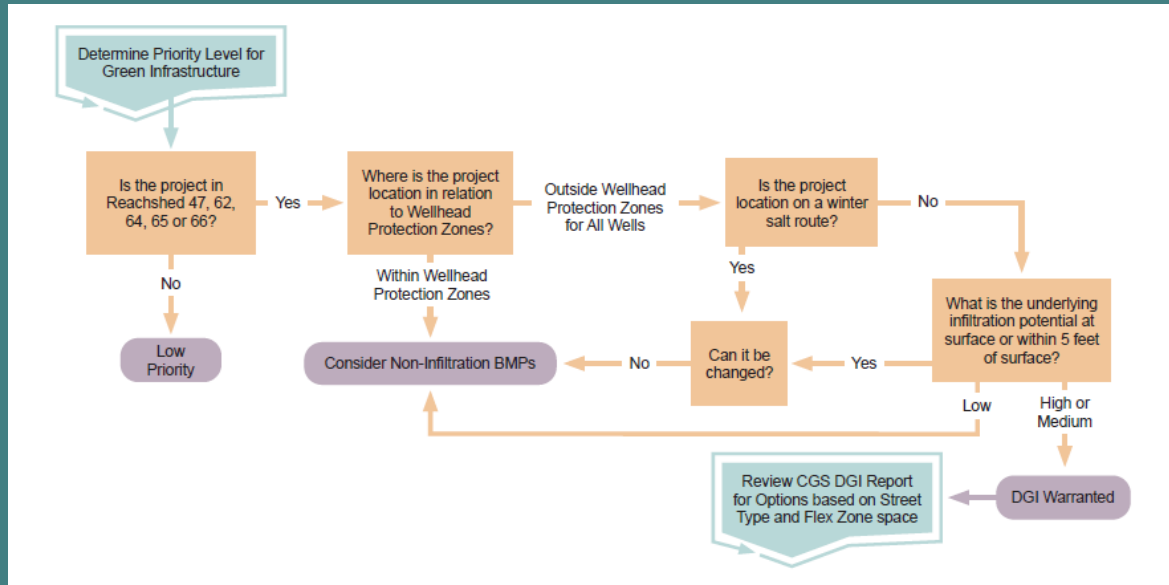 Determine Priority Level for
Green Infrastructure
Is the project in
Reachshed 47, 62,
64, 65 or 66?
Yes
No
Low
Priority
Where is the project
location in relation
to Wellhead
Protection Zones?
Outside Wellhead
Protection Zones
for All Wells
Within Wellhead
Protection Zones
Consider Non-Infiltration BMPs
Is the project
location on a winter
salt route?
No
Yes
Can it be
changed?
No
Yes
What is the underlying
infiltration potential at
surface or within 5 feet
of surface?
Low
High or
Medium
DGI Warranted
Review CGS DGI Report
for Options based on Street
Type and Flex Zone space